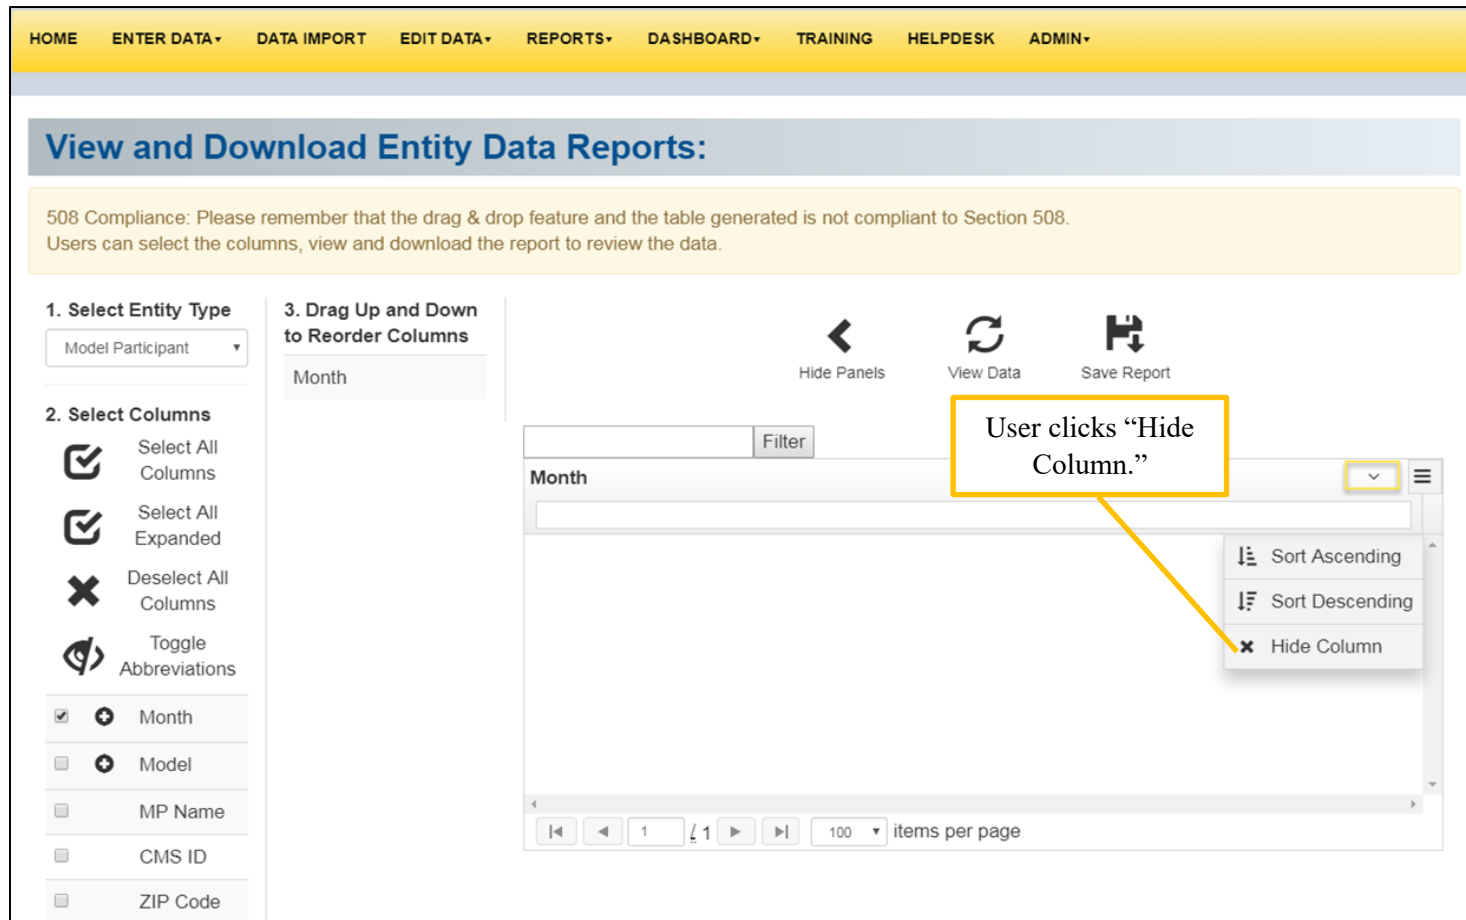 HOME ENTER DATA DATA IMPORT EDIT DATA REPORTS DASHBOARD TRAINING HELPDESK ADMIN
View and Download Entity Data Reports:
508 Compliance: Please remember that the drag & drop feature and the table generated is not compliant to Section 508.
Users can select the columns, view and download the report to review the data.
1. Select Entity Type
Model Participant
2. Select Columns
Select All
Columns
Select All
Expanded
Deselect All
Columns
Toggle
Abbreviations
Month
Model
MP Name
CMS ID
ZIP Code
3. Drag Up and Down
to Reorder Columns
Month
Hide Panels View Data Save Report
User clicks “Hide
Column.”
Filter
Month
Sort Ascending
Sort Descending
Hide Column
1 / 1 100 items per page